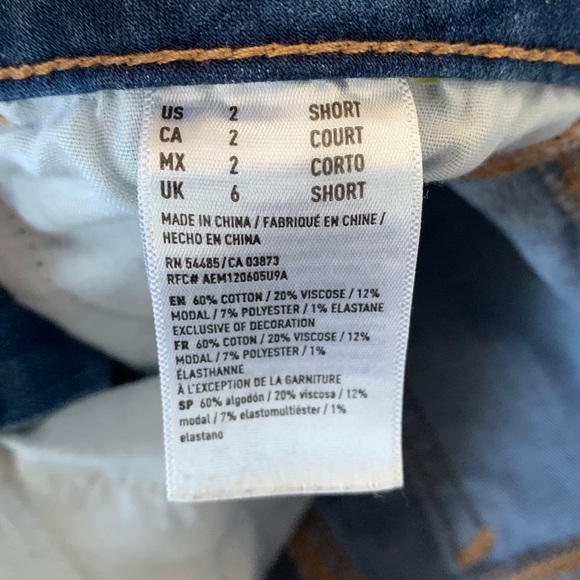 US 2 SHORT
CA 2 COURT
MX 2 CORTO
UK 6 SHORT
MADE IN CHINA / FABRIQUÉ EN CHINE /
HECHO EN CHINA
RN 54485 / CA 03873
RFC# AEM120605U9A
EN 60% COTTON / 20% VISCOSE / 12%
MODAL / 7% POLYESTER / 1% ELASTANE
EXCLUSIVE OF DECORATION
FR 60% COTON / 20% VISCOSE / 12%
MODAL / 7% POLYESTER / 1%
ÉLASTHANNE
À L'EXCEPTION DE LA GARNITURE
SP 60% algodón / 20% viscosa / 12%
modal / 7% elastomultiéster / 1%
elastano